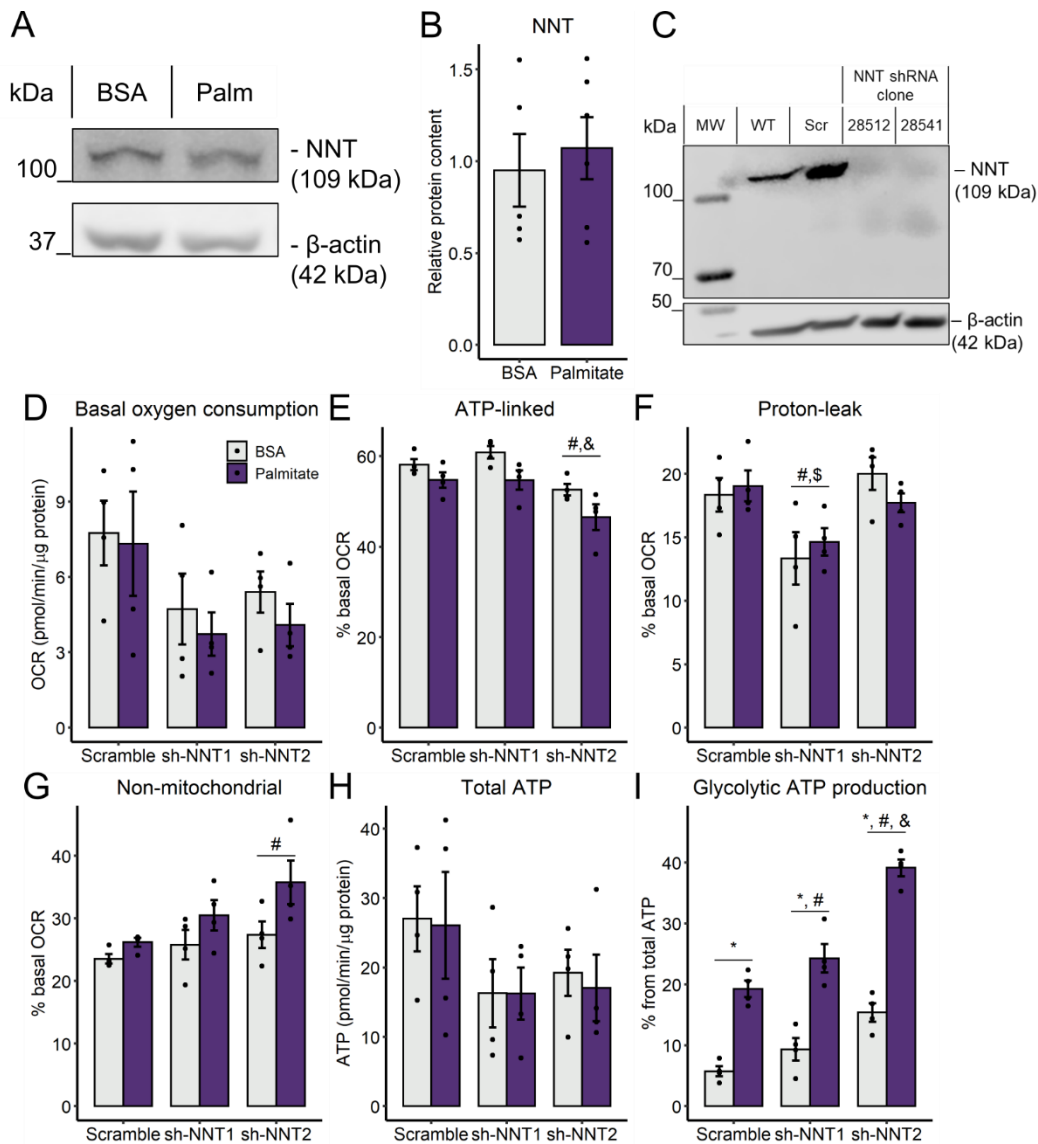 A
kDa
BSA
Palm
100
- NNT
(109 kDa)
37
- β-actin
(42 kDa)
B
NNT
Relative protein content
1.5
1.0
0.5
0.0
BSA Palmitate
C
NNT shRNA
clone
kDa
MW
WT
Scr
28512
28541
– NNT
(109 kDa)
100
70
50
– β-actin
(42 kDa)
D
Basal oxygen consumption
OCR (pmol/min/μg protein)
9
6
3
0
BSA
Palmitate
Scramble sh-NNT1 sh-NNT2
E
ATP-linked
% basal OCR
60
40
20
0
#,&
Scramble sh-NNT1 sh-NNT2
F
Proton-leak
% basal OCR
20
15
10
5
0
#,$
Scramble sh-NNT1 sh-NNT2
G
Non-mitochondrial
% basal OCR
40
30
20
10
0
#
Scramble sh-NNT1 sh-NNT2
H
Total ATP
ATP (pmol/min/μg protein)
40
30
20
10
0
Scramble sh-NNT1 sh-NNT2
I
Glycolytic ATP production
% from total ATP
40
30
20
10
0
*
*, #
*, #, &
Scramble sh-NNT1 sh-NNT2